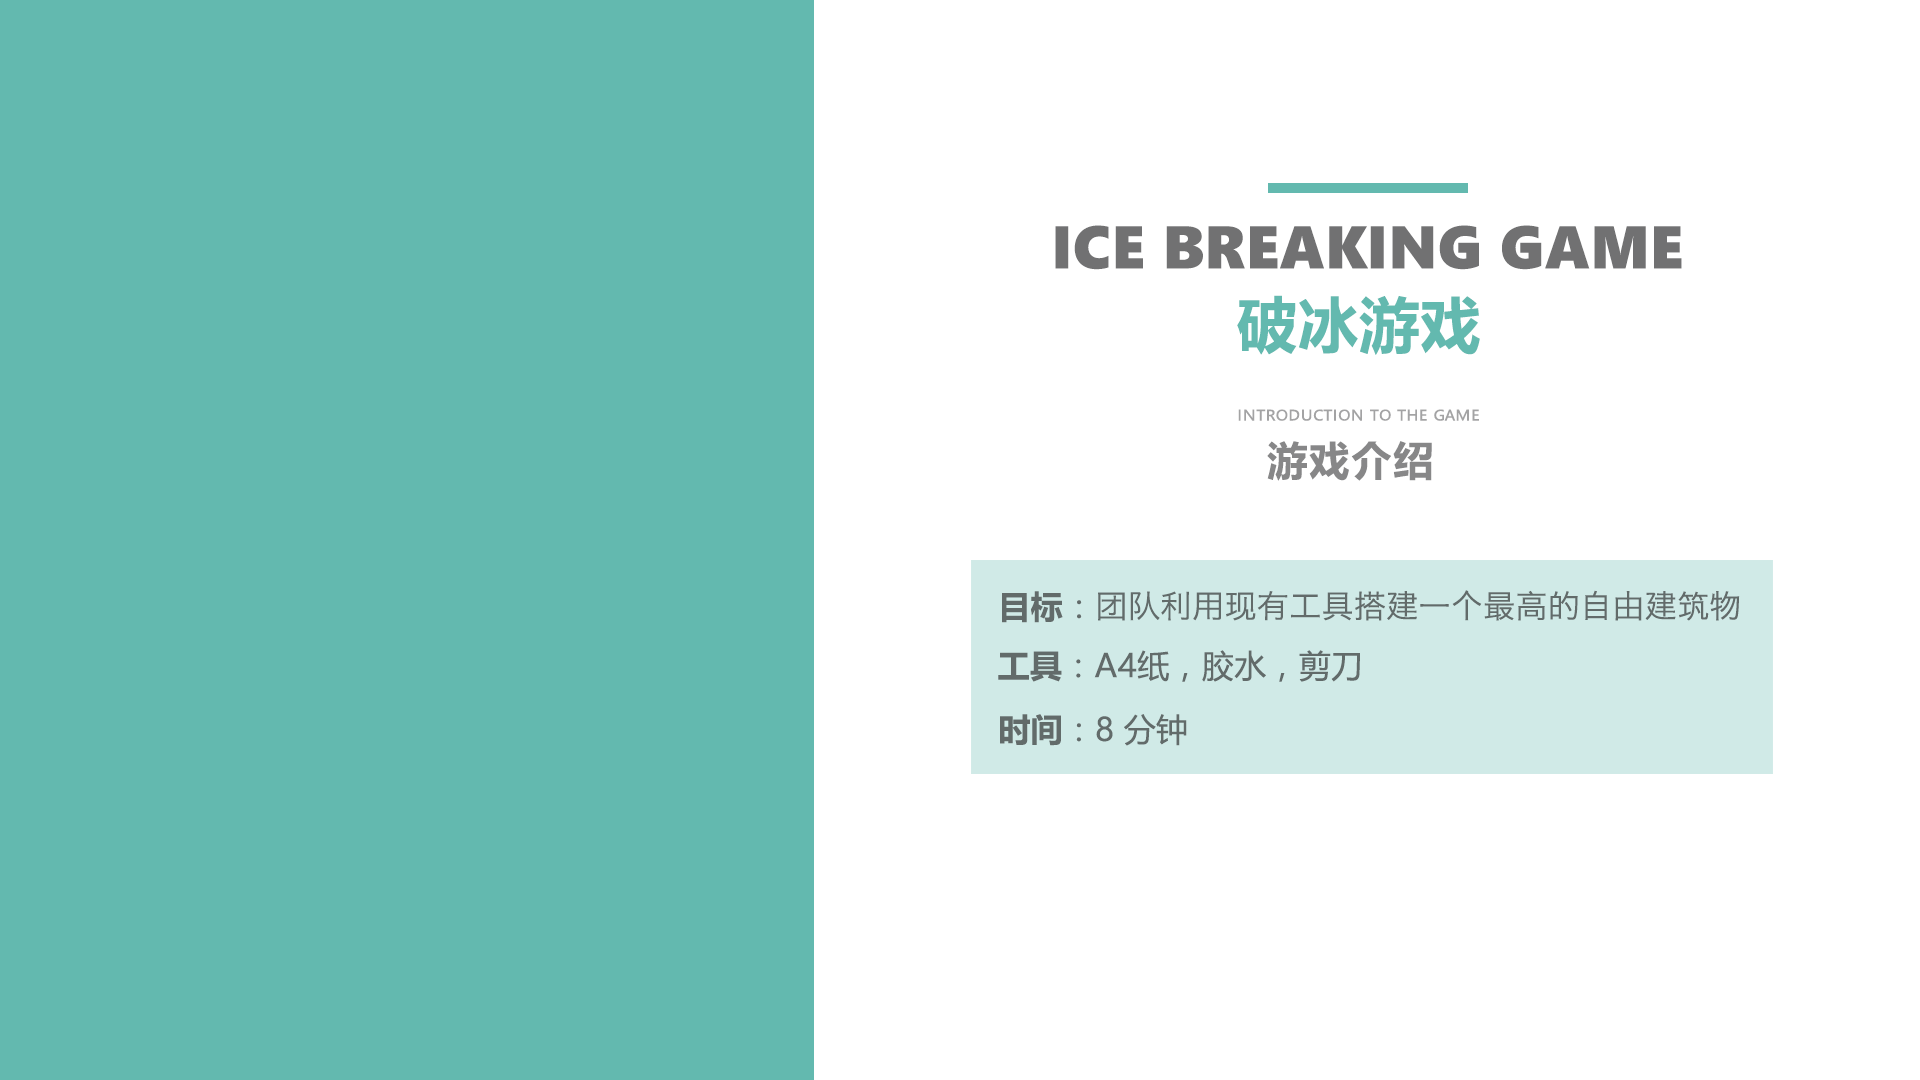 ICE BREAKING GAME
破冰游戏
INTRODUCTION TO THE GAME
游戏介绍
目标：团队利用现有工具搭建一个最高的自由建筑物
工具：A4纸，胶水，剪刀
时间：8 分钟